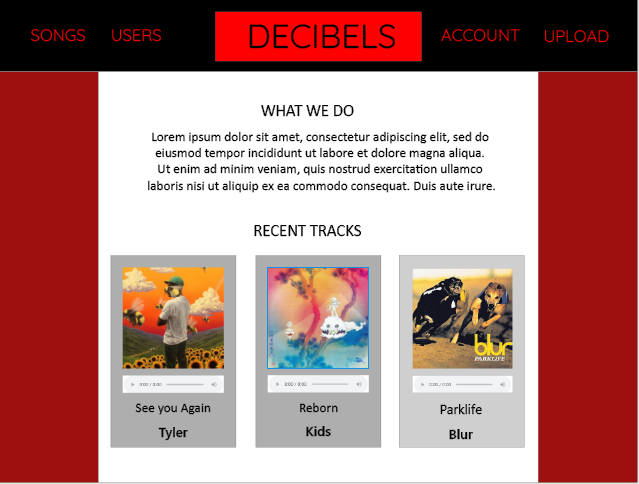 SONGS USERS DECIBELS ACCOUNT UPLOAD
WHAT WE DO
Lorem ipsum dolor sit amet, consectetur adipiscing elit, sed do
eiusmod tempor incididunt ut labore et dolore magna aliqua.
Ut enim ad minim veniam, quis nostrud exercitation ullamco
laboris nisi ut aliquip ex ea commodo consequat. Duis aute irure.
RECENT TRACKS
blur
PARKLIFE
0:00 / 0:00 0:00 / 0:00 0:00 / 0:00
See you Again Reborn Parklife
Tyler Kids Blur